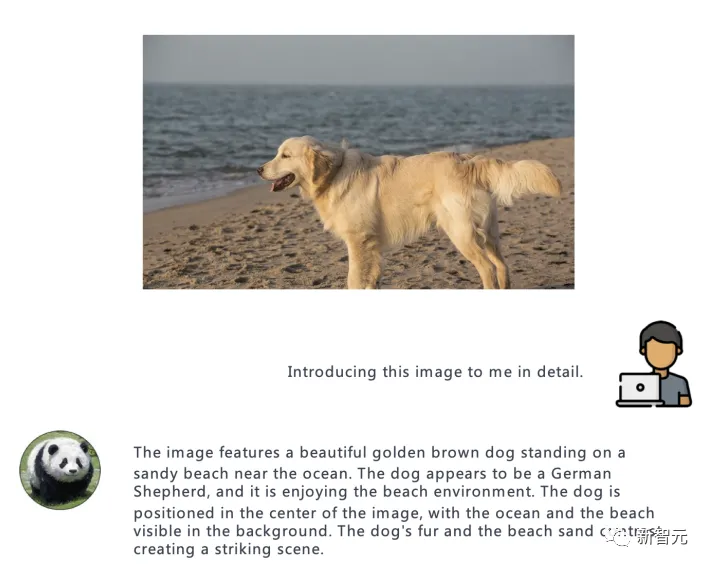 Introducing this image to me in detail.
The image features a beautiful golden brown dog standing on a
sandy beach near the ocean. The dog appears to be a German
Shepherd, and it is enjoying the beach environment. The dog is
positioned in the center of the image, with the ocean and the beach
visible in the background. The dog's fur and the beach sand
creating a striking scene.
新智元